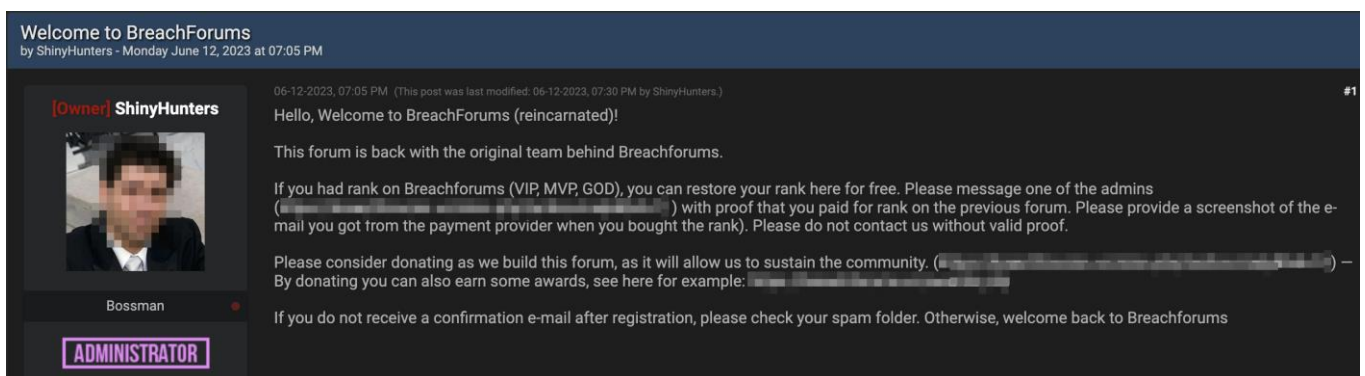 Welcome to BreachForums
by ShinyHunters - Monday June 12, 2023 at 07:05 PM
[Owner] ShinyHunters
Bossman
ADMINISTRATOR
06-12-2023, 07:05 PM (This post was last modified: 06-12-2023, 07:30 PM by ShinyHunters.)
#1
Hello, Welcome to BreachForums (reincarnated)!
This forum is back with the original team behind Breachforums.
If you had rank on Breachforums (VIP, MVP, GOD), you can restore your rank here for free. Please message one of the admins
( ) with proof that you paid for rank on the previous forum. Please provide a screenshot of the e-
mail you got from the payment provider when you bought the rank). Please do not contact us without valid proof.
Please consider donating as we build this forum, as it will allow us to sustain the community. ( ) —
By donating you can also earn some awards, see here for example:
If you do not receive a confirmation e-mail after registration, please check your spam folder. Otherwise, welcome back to Breachforums